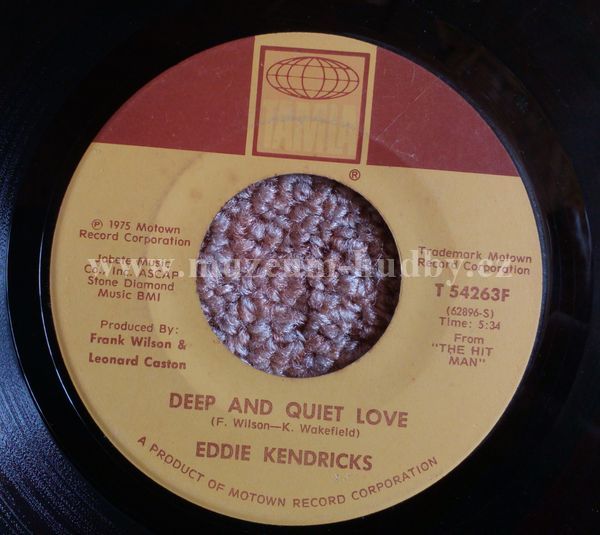 TAMLA
®
℗ 1975 Motown
Record Corporation
Jobete Music
Co., Inc. ASCAP
Stone Diamond
Music BMI
Produced By:
Frank Wilson &
Leonard Caston
Trademark Motown
Record Corporation
T 54263F
(62896-S)
Time: 5:34
From
"THE HIT
MAN"
DEEP AND QUIET LOVE
(F. Wilson—K. Wakefield)
EDDIE KENDRICKS
A PRODUCT OF MOTOWN RECORD CORPORATION
www.muzeum-hudby.cz